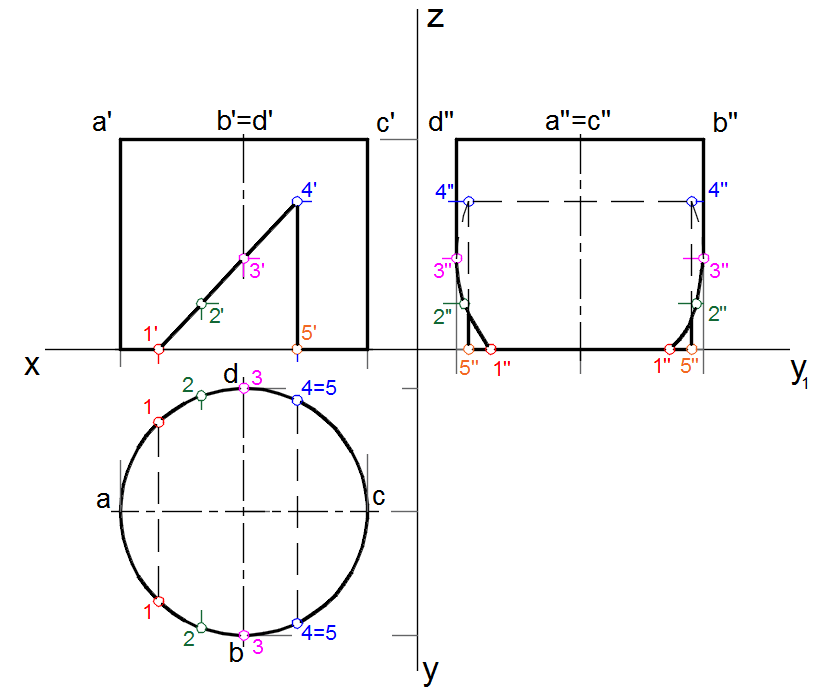 z
a' b'=d' c' d" a"=c" b"
4' 4" 4"
3' 3" 3"
2' 2" 2"
1' 5'
x y1
5" 1" 1" 5"
d 3
2 4=5
1
a c
1
2 4=5
b 3
y